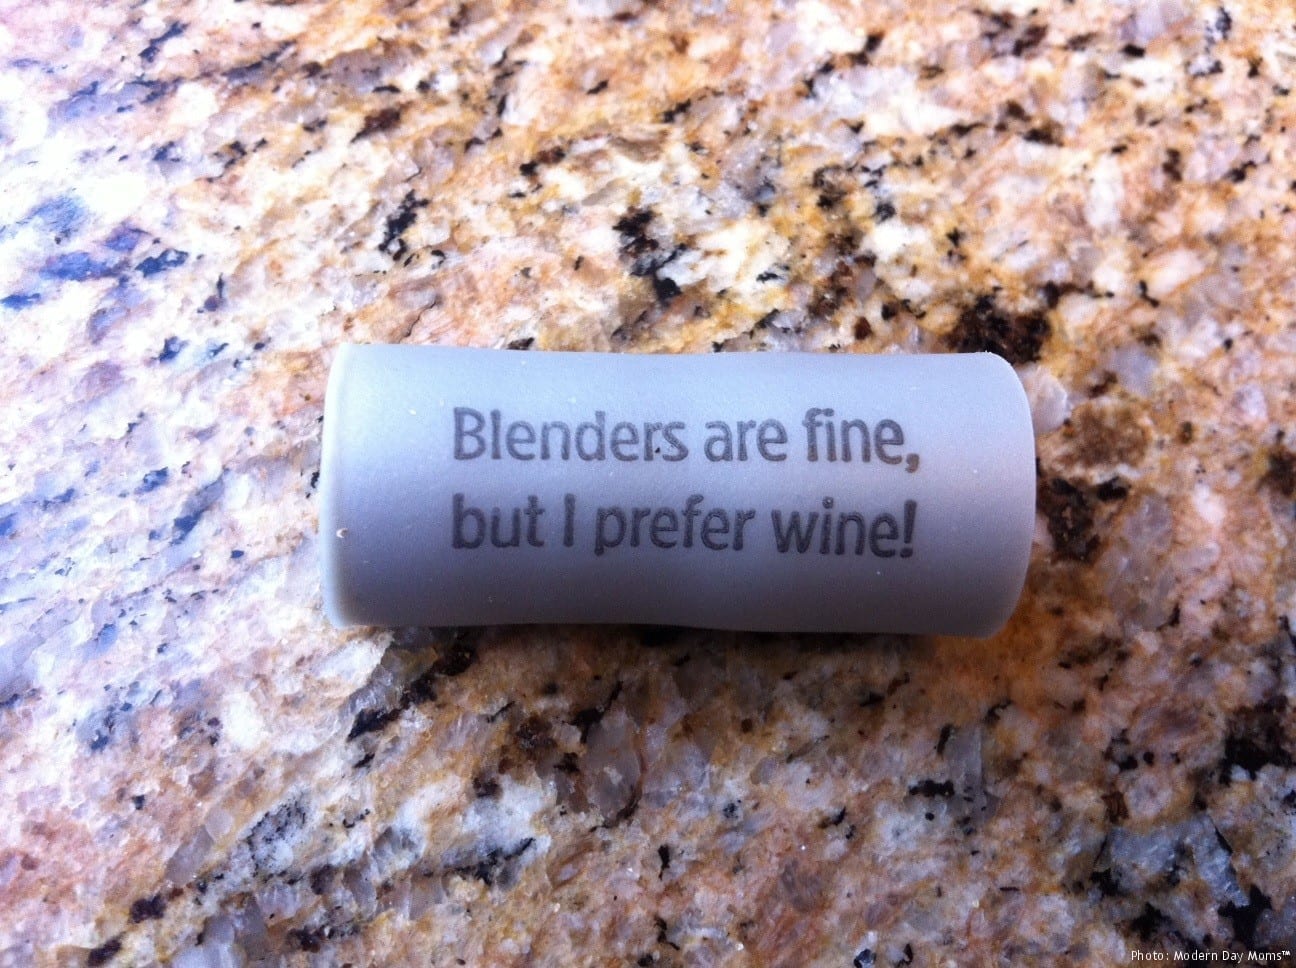 Blenders are fine,
but I prefer wine!
Photo: Modern Day Moms™